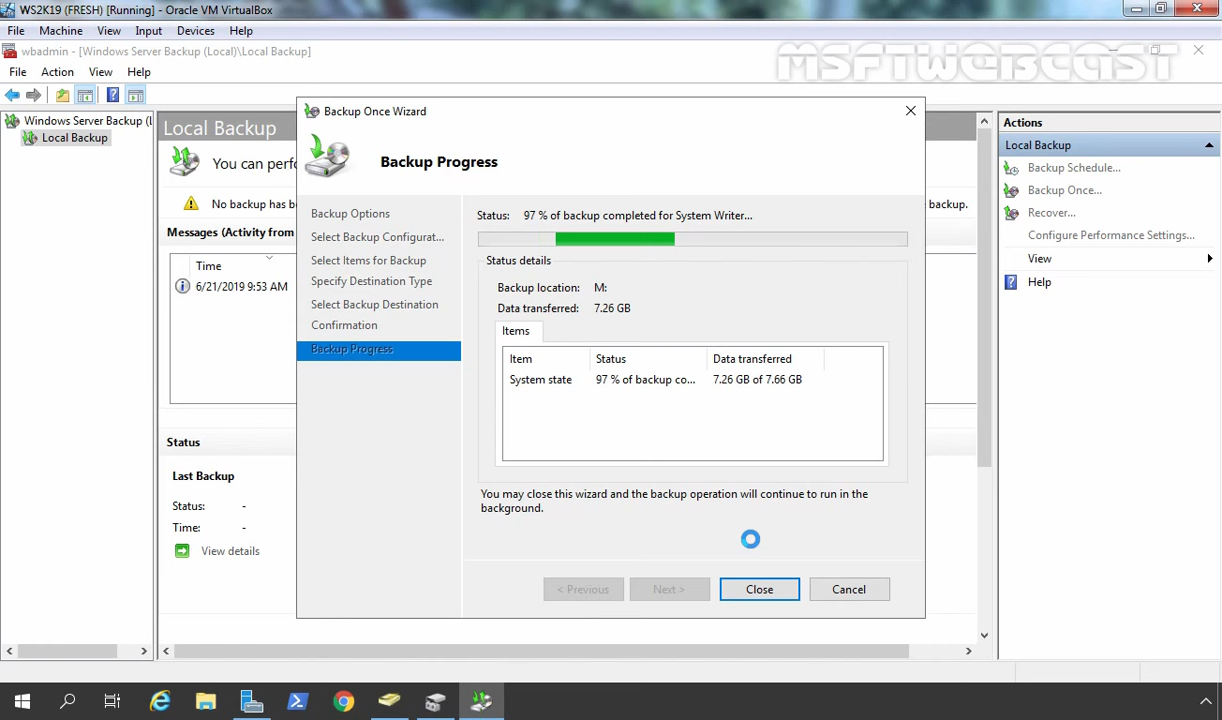 WS2K19 (FRESH) [Running] - Oracle VM VirtualBox
File Machine View Input Devices Help
wbadmin - [Windows Server Backup (Local)\Local Backup]
MSFTWEBCAST
File Action View Help
Windows Server Backup (L
Local Backup
Local Backup
You can perfo
No backup has be
backup.
Messages (Activity from
Time
6/21/2019 9:53 AM
Status
Last Backup
Status: -
Time: -
View details
Backup Once Wizard
Backup Progress
Backup Options
Select Backup Configurat...
Select Items for Backup
Specify Destination Type
Select Backup Destination
Confirmation
Backup Progress
Status: 97 % of backup completed for System Writer...
Status details
Backup location: M:
Data transferred: 7.26 GB
Items
Item Status Data transferred
System state 97 % of backup co... 7.26 GB of 7.66 GB
You may close this wizard and the backup operation will continue to run in the
background.
< Previous Next > Close Cancel
Actions
Local Backup
Backup Schedule...
Backup Once...
Recover...
Configure Performance Settings...
View
Help